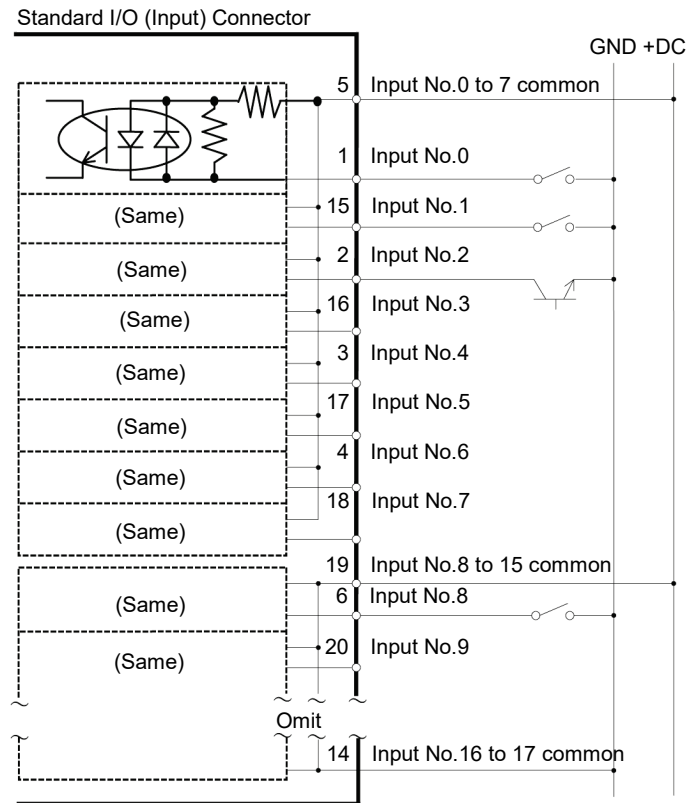 Standard I/O (Input) Connector
GND +DC
5 Input No.0 to 7 common
1 Input No.0
(Same) 15 Input No.1
(Same) 2 Input No.2
(Same) 16 Input No.3
(Same) 3 Input No.4
(Same) 17 Input No.5
(Same) 4 Input No.6
(Same) 18 Input No.7
19 Input No.8 to 15 common
(Same) 6 Input No.8
(Same) 20 Input No.9
Omit
14 Input No.16 to 17 common